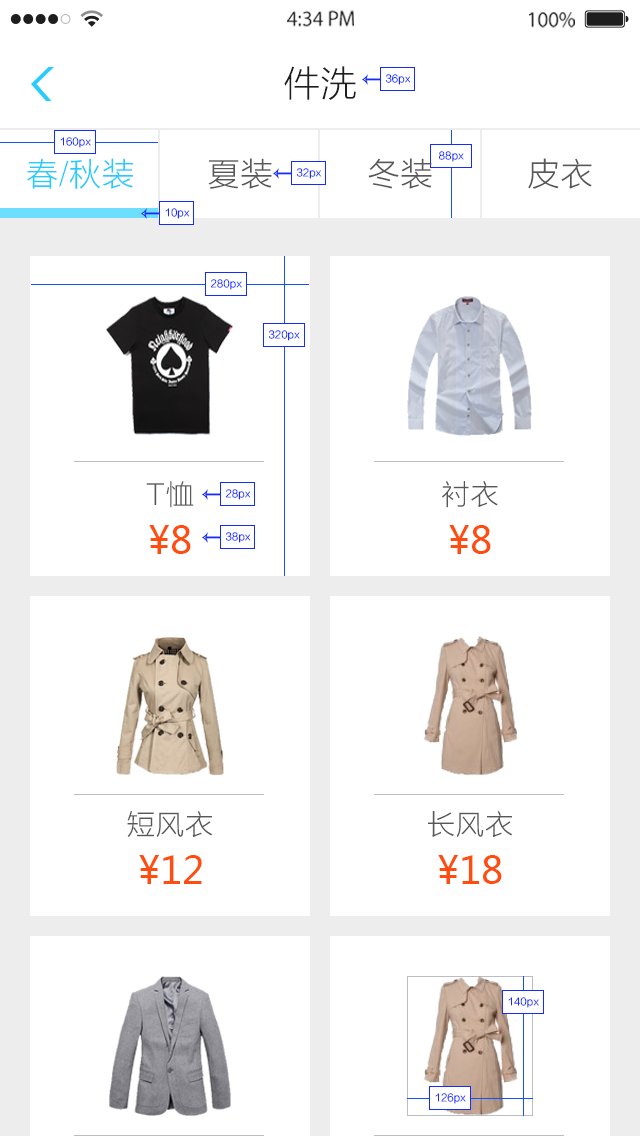 4:34 PM 100%
件洗 36px
160px
88px
春/秋装 夏装 32px 冬装 皮衣
10px
280px
320px
Neighborhood
T恤 28px 衬衣
¥8 38px ¥8
短风衣 长风衣
¥12 ¥18
140px
126px